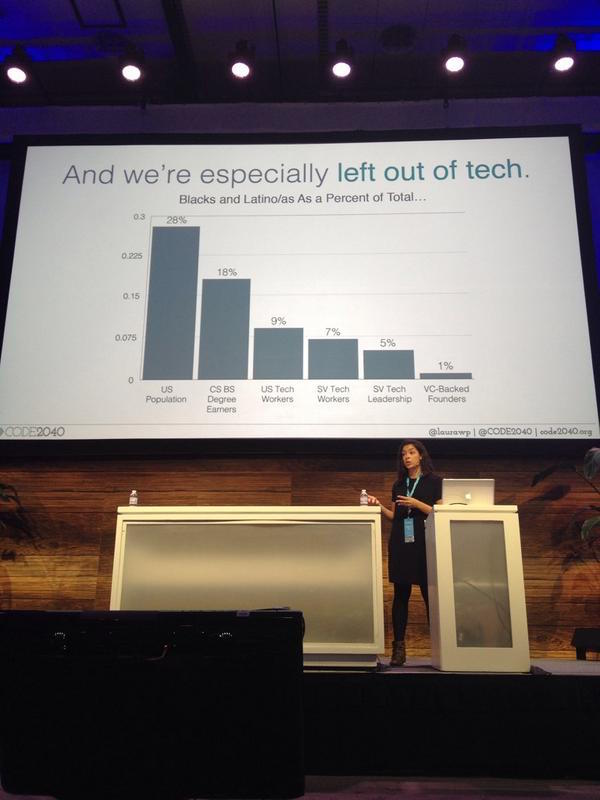 And we're especially left out of tech.
Blacks and Latino/as As a Percent of Total...
0.3
0.225
0.15
0.075
0
28%
18%
9%
7%
5%
1%
US
Population
CS BS
Degree
Earners
US Tech
Workers
SV Tech
Workers
SV Tech
Leadership
VC-Backed
Founders
CODE2040
@laurawp | @CODE2040 | code2040.org